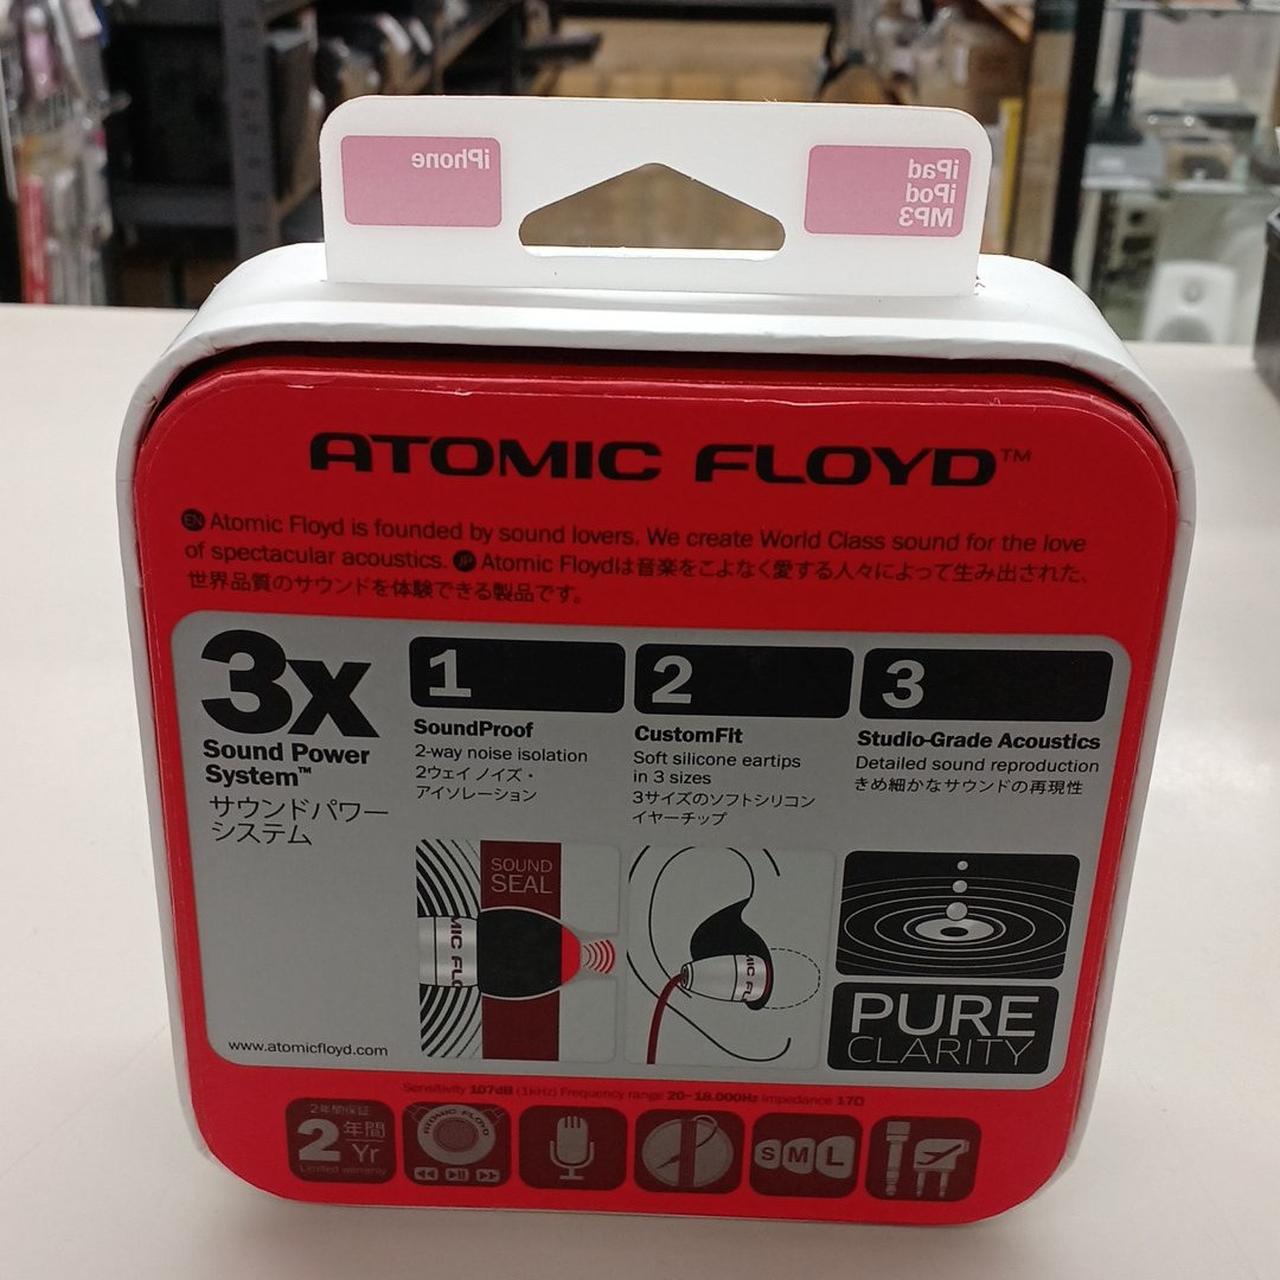 iPhone
iPad
iPod
MP3
ATOMIC FLOYD™
EN Atomic Floyd is founded by sound lovers. We create World Class sound for the love
of spectacular acoustics. JP Atomic Floydは音楽をこよなく愛する人々によって生み出された、
世界品質のサウンドを体験できる製品です。
3x
Sound Power
System™
サウンドパワー
システム
1
SoundProof
2-way noise isolation
2ウェイ ノイズ・
アイソレーション
2
CustomFit
Soft silicone eartips
in 3 sizes
3サイズのソフトシリコン
イヤーチップ
3
Studio-Grade Acoustics
Detailed sound reproduction
きめ細かなサウンドの再現性
SOUND
SEAL
MIC FLO
MIC FL
PURE
CLARITY
www.atomicfloyd.com
Sensitivity 107dB (1kHz) Frequency range 20-18.000Hz Impedance 17Ω
2年間保証
2 年間
Yr
Limited warranty
ATOMIC FLOYD
S M L